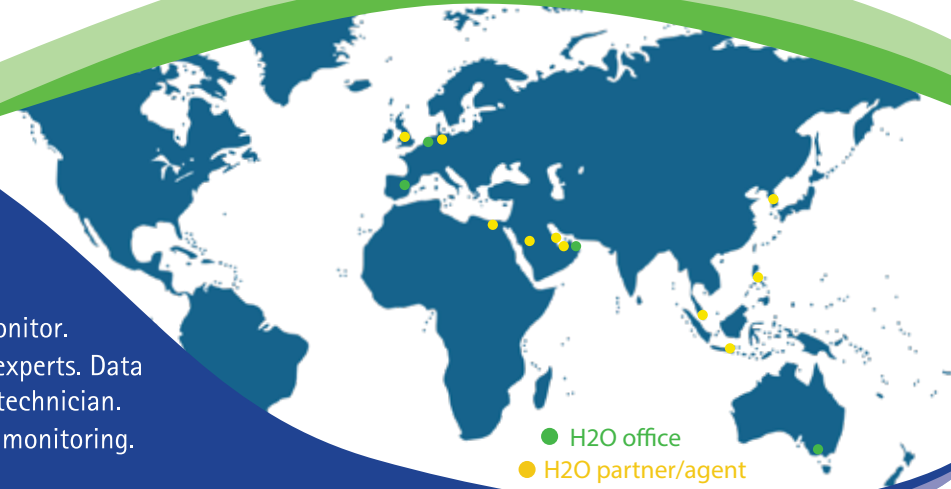 onitor.
experts. Data
technician.
monitoring.
H2O office
H2O partner/agent